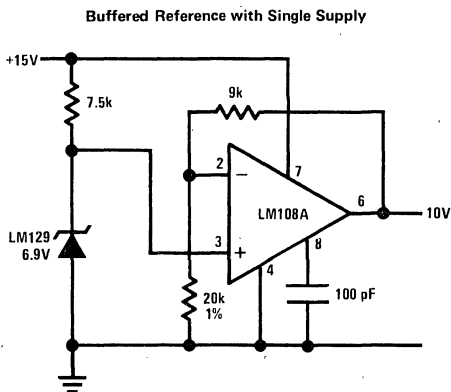 Buffered Reference with Single Supply
+15V
7.5k
9k
2
7
−
6
LM108A
10V
LM129
6.9V
3
+
8
4
20k
1%
100 pF